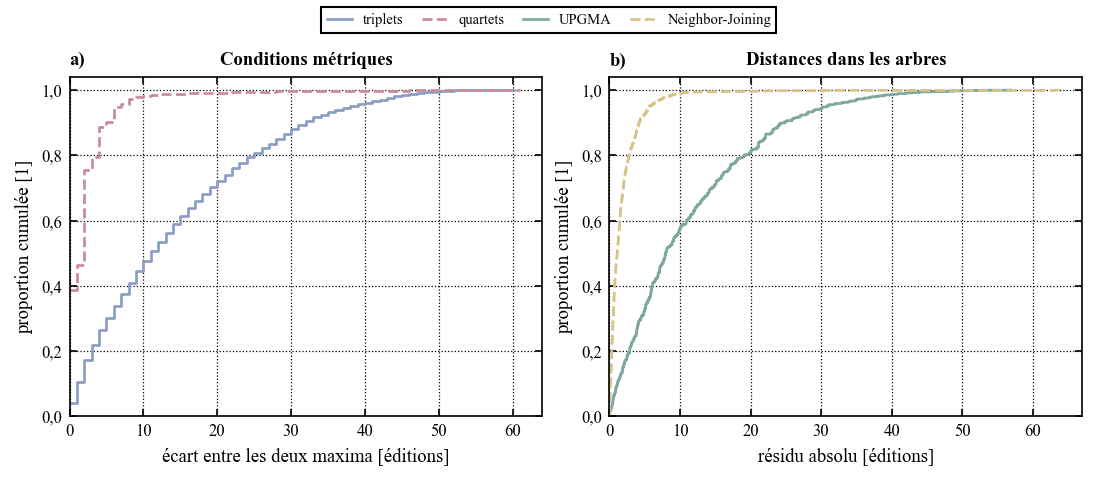 triplets quartets UPGMA Neighbor-Joining
a) Conditions métriques
b) Distances dans les arbres
proportion cumulée [1]
1,0
0,8
0,6
0,4
0,2
0,0
0 10 20 30 40 50 60
écart entre les deux maxima [éditions]
proportion cumulée [1]
1,0
0,8
0,6
0,4
0,2
0,0
0 10 20 30 40 50 60
résidu absolu [éditions]